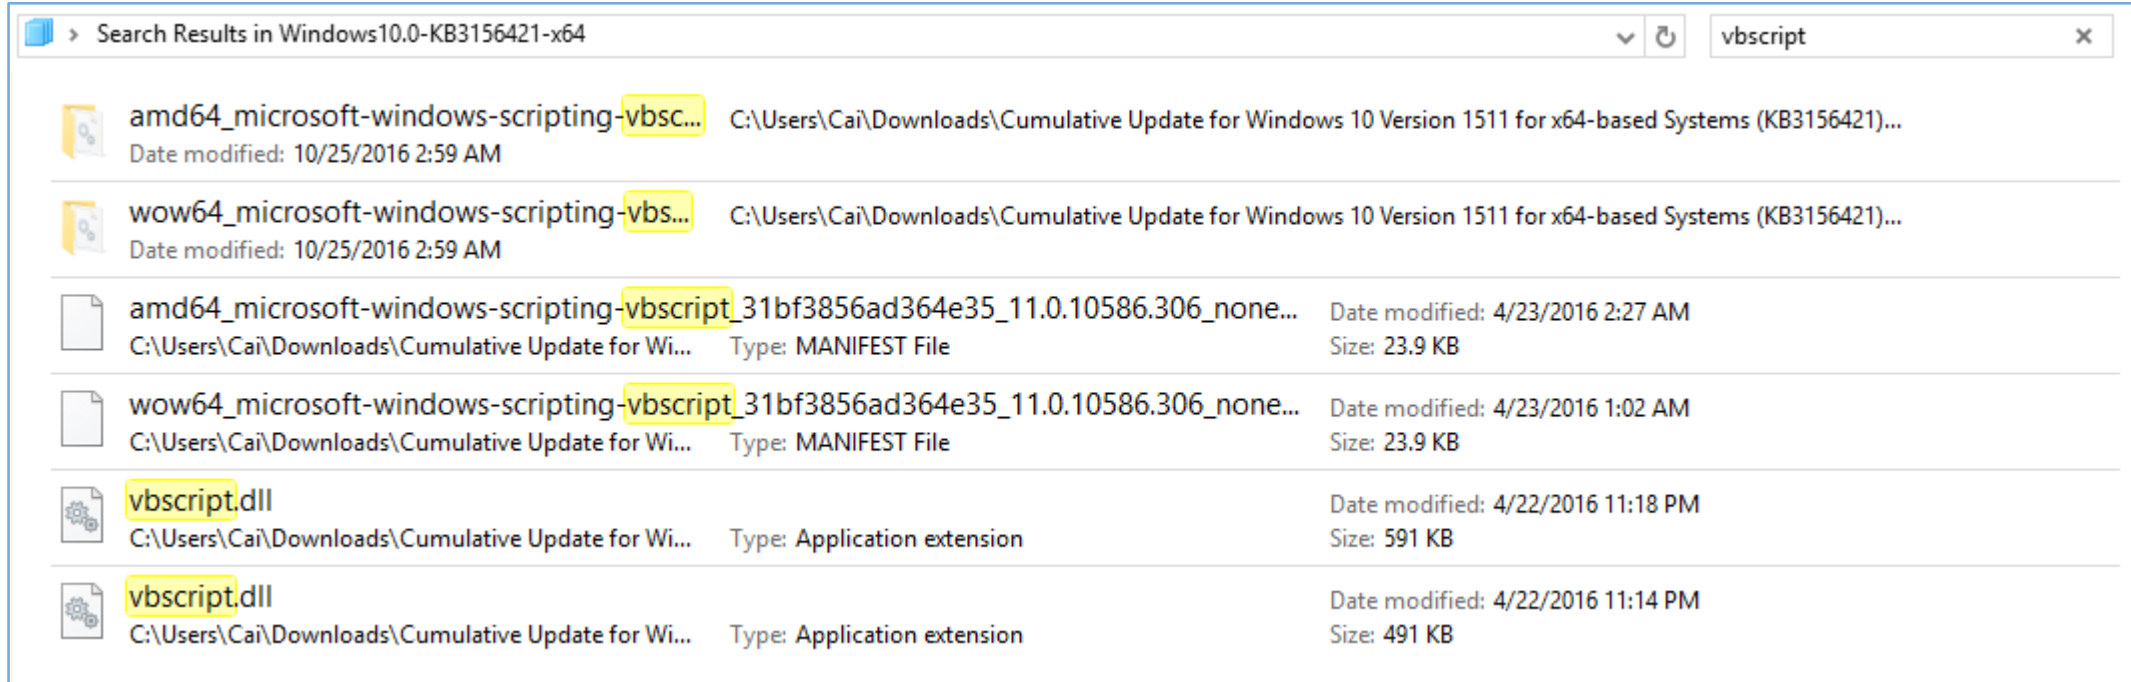 Search Results in Windows10.0-KB3156421-x64
vbscript
amd64_microsoft-windows-scripting-vbsc... C:\Users\Cai\Downloads\Cumulative Update for Windows 10 Version 1511 for x64-based Systems (KB3156421)...
Date modified: 10/25/2016 2:59 AM
wow64_microsoft-windows-scripting-vbs... C:\Users\Cai\Downloads\Cumulative Update for Windows 10 Version 1511 for x64-based Systems (KB3156421)...
Date modified: 10/25/2016 2:59 AM
amd64_microsoft-windows-scripting-vbscript_31bf3856ad364e35_11.0.10586.306_none... Date modified: 4/23/2016 2:27 AM
C:\Users\Cai\Downloads\Cumulative Update for Wi... Type: MANIFEST File Size: 23.9 KB
wow64_microsoft-windows-scripting-vbscript_31bf3856ad364e35_11.0.10586.306_none... Date modified: 4/23/2016 1:02 AM
C:\Users\Cai\Downloads\Cumulative Update for Wi... Type: MANIFEST File Size: 23.9 KB
vbscript.dll Date modified: 4/22/2016 11:18 PM
C:\Users\Cai\Downloads\Cumulative Update for Wi... Type: Application extension Size: 591 KB
vbscript.dll Date modified: 4/22/2016 11:14 PM
C:\Users\Cai\Downloads\Cumulative Update for Wi... Type: Application extension Size: 491 KB